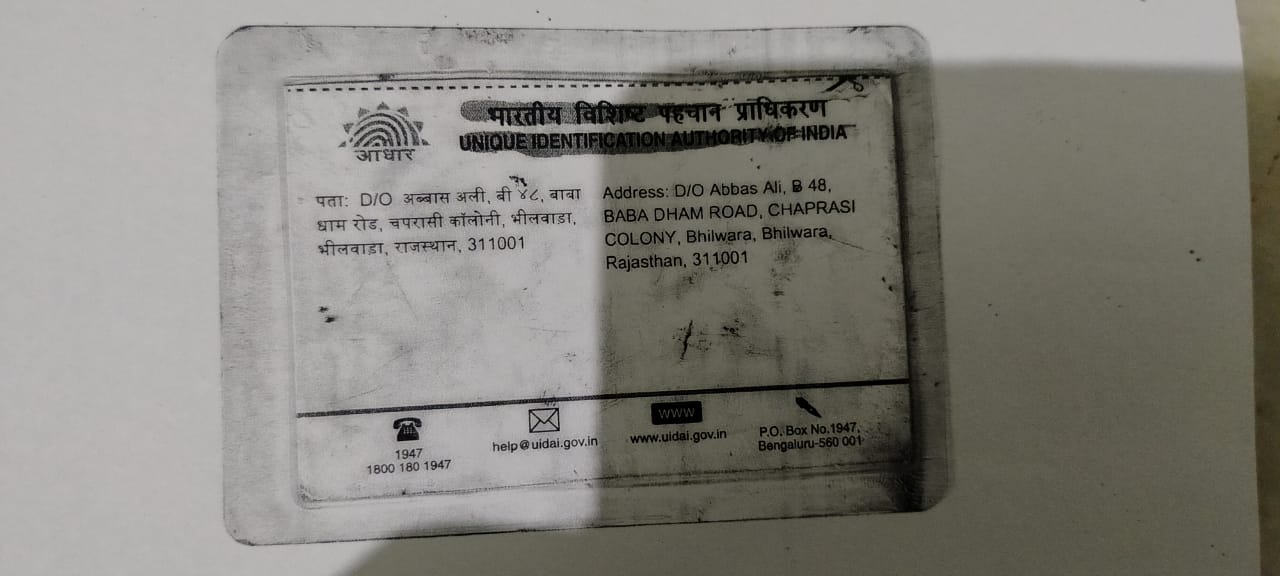 भारतीय विशिष्ट पहचान प्राधिकरण
UNIQUE IDENTIFICATION AUTHORITY OF INDIA
आधार
पता: D/O अब्बास अली, बी ४८, बाबा
धाम रोड, चपरासी कॉलोनी, भीलवाडा,
भीलवाडा, राजस्थान, 311001
Address: D/O Abbas Ali, B 48,
BABA DHAM ROAD, CHAPRASI
COLONY, Bhilwara, Bhilwara,
Rajasthan, 311001
1947
1800 180 1947
help@uidai.gov.in
www
www.uidai.gov.in
P.O. Box No.1947,
Bengaluru-560 001